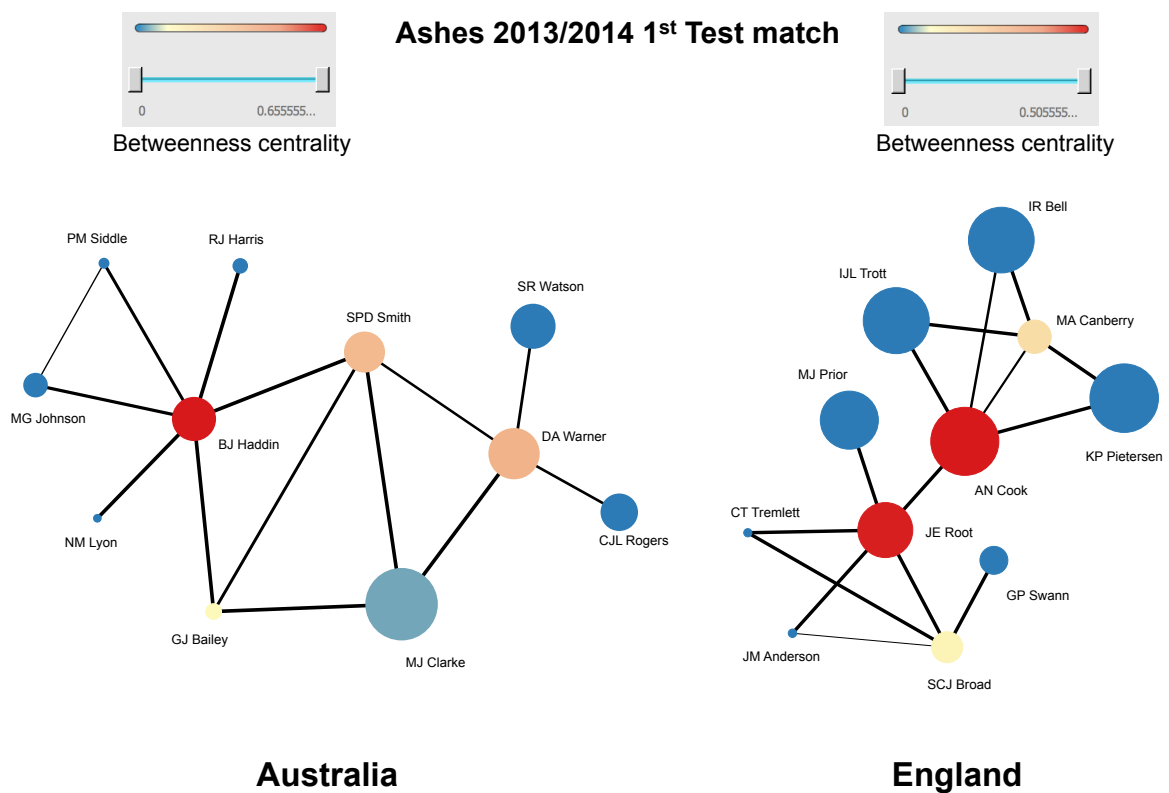 Ashes 2013/2014 1st Test match
0 0.655555...
Betweenness centrality
0 0.505555...
Betweenness centrality
PM Siddle
RJ Harris
SR Watson
SPD Smith
MG Johnson
BJ Haddin
DA Warner
NM Lyon
CJL Rogers
GJ Bailey
MJ Clarke
Australia
IR Bell
IJL Trott
MA Canberry
MJ Prior
KP Pietersen
AN Cook
CT Tremlett
JE Root
GP Swann
JM Anderson
SCJ Broad
England